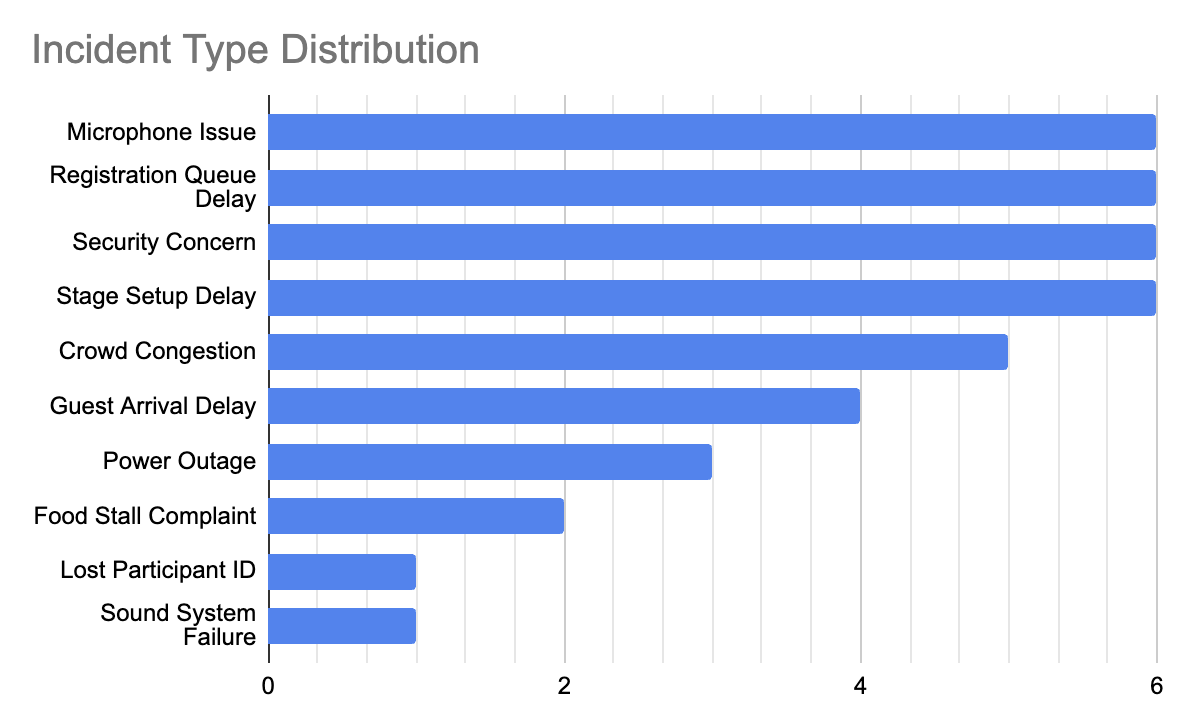 Incident Type Distribution
Microphone Issue
Registration Queue
Delay
Security Concern
Stage Setup Delay
Crowd Congestion
Guest Arrival Delay
Power Outage
Food Stall Complaint
Lost Participant ID
Sound System
Failure
0 2 4 6